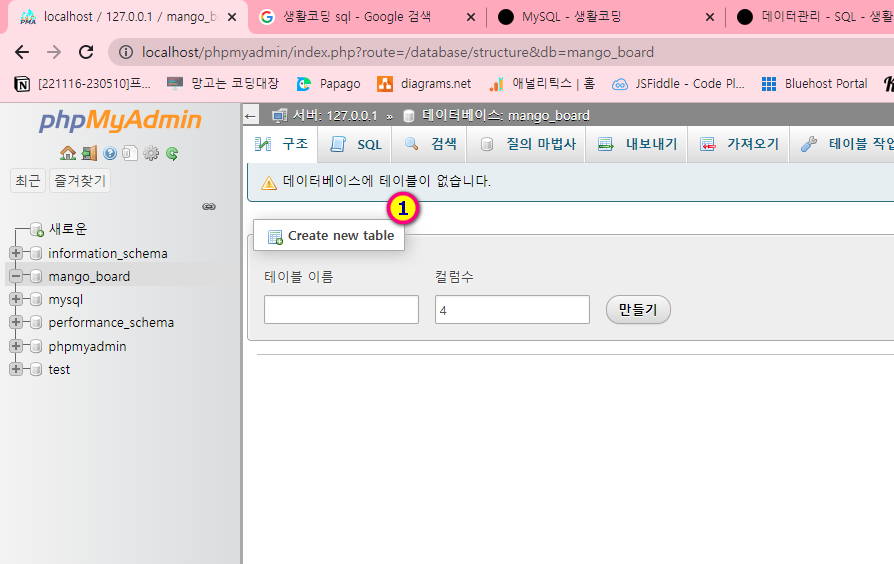 localhost / 127.0.0.1 / mango_b
생활코딩 sql - Google 검색
MySQL - 생활코딩
데이터관리 - SQL - 생활
localhost/phpmyadmin/index.php?route=/database/structure&db=mango_board
[221116-230510]프...
망고는 코딩대장
Papago
diagrams.net
애널리틱스 | 홈
JSFiddle - Code Pl...
Bluehost Portal
phpMyAdmin
최근
즐겨찾기
새로운
information_schema
mango_board
mysql
performance_schema
phpmyadmin
test
서버: 127.0.0.1 » 데이터베이스: mango_board
구조
SQL
검색
질의 마법사
내보내기
가져오기
테이블 작업
데이터베이스에 테이블이 없습니다.
1
Create new table
테이블 이름
컬럼수
4
만들기